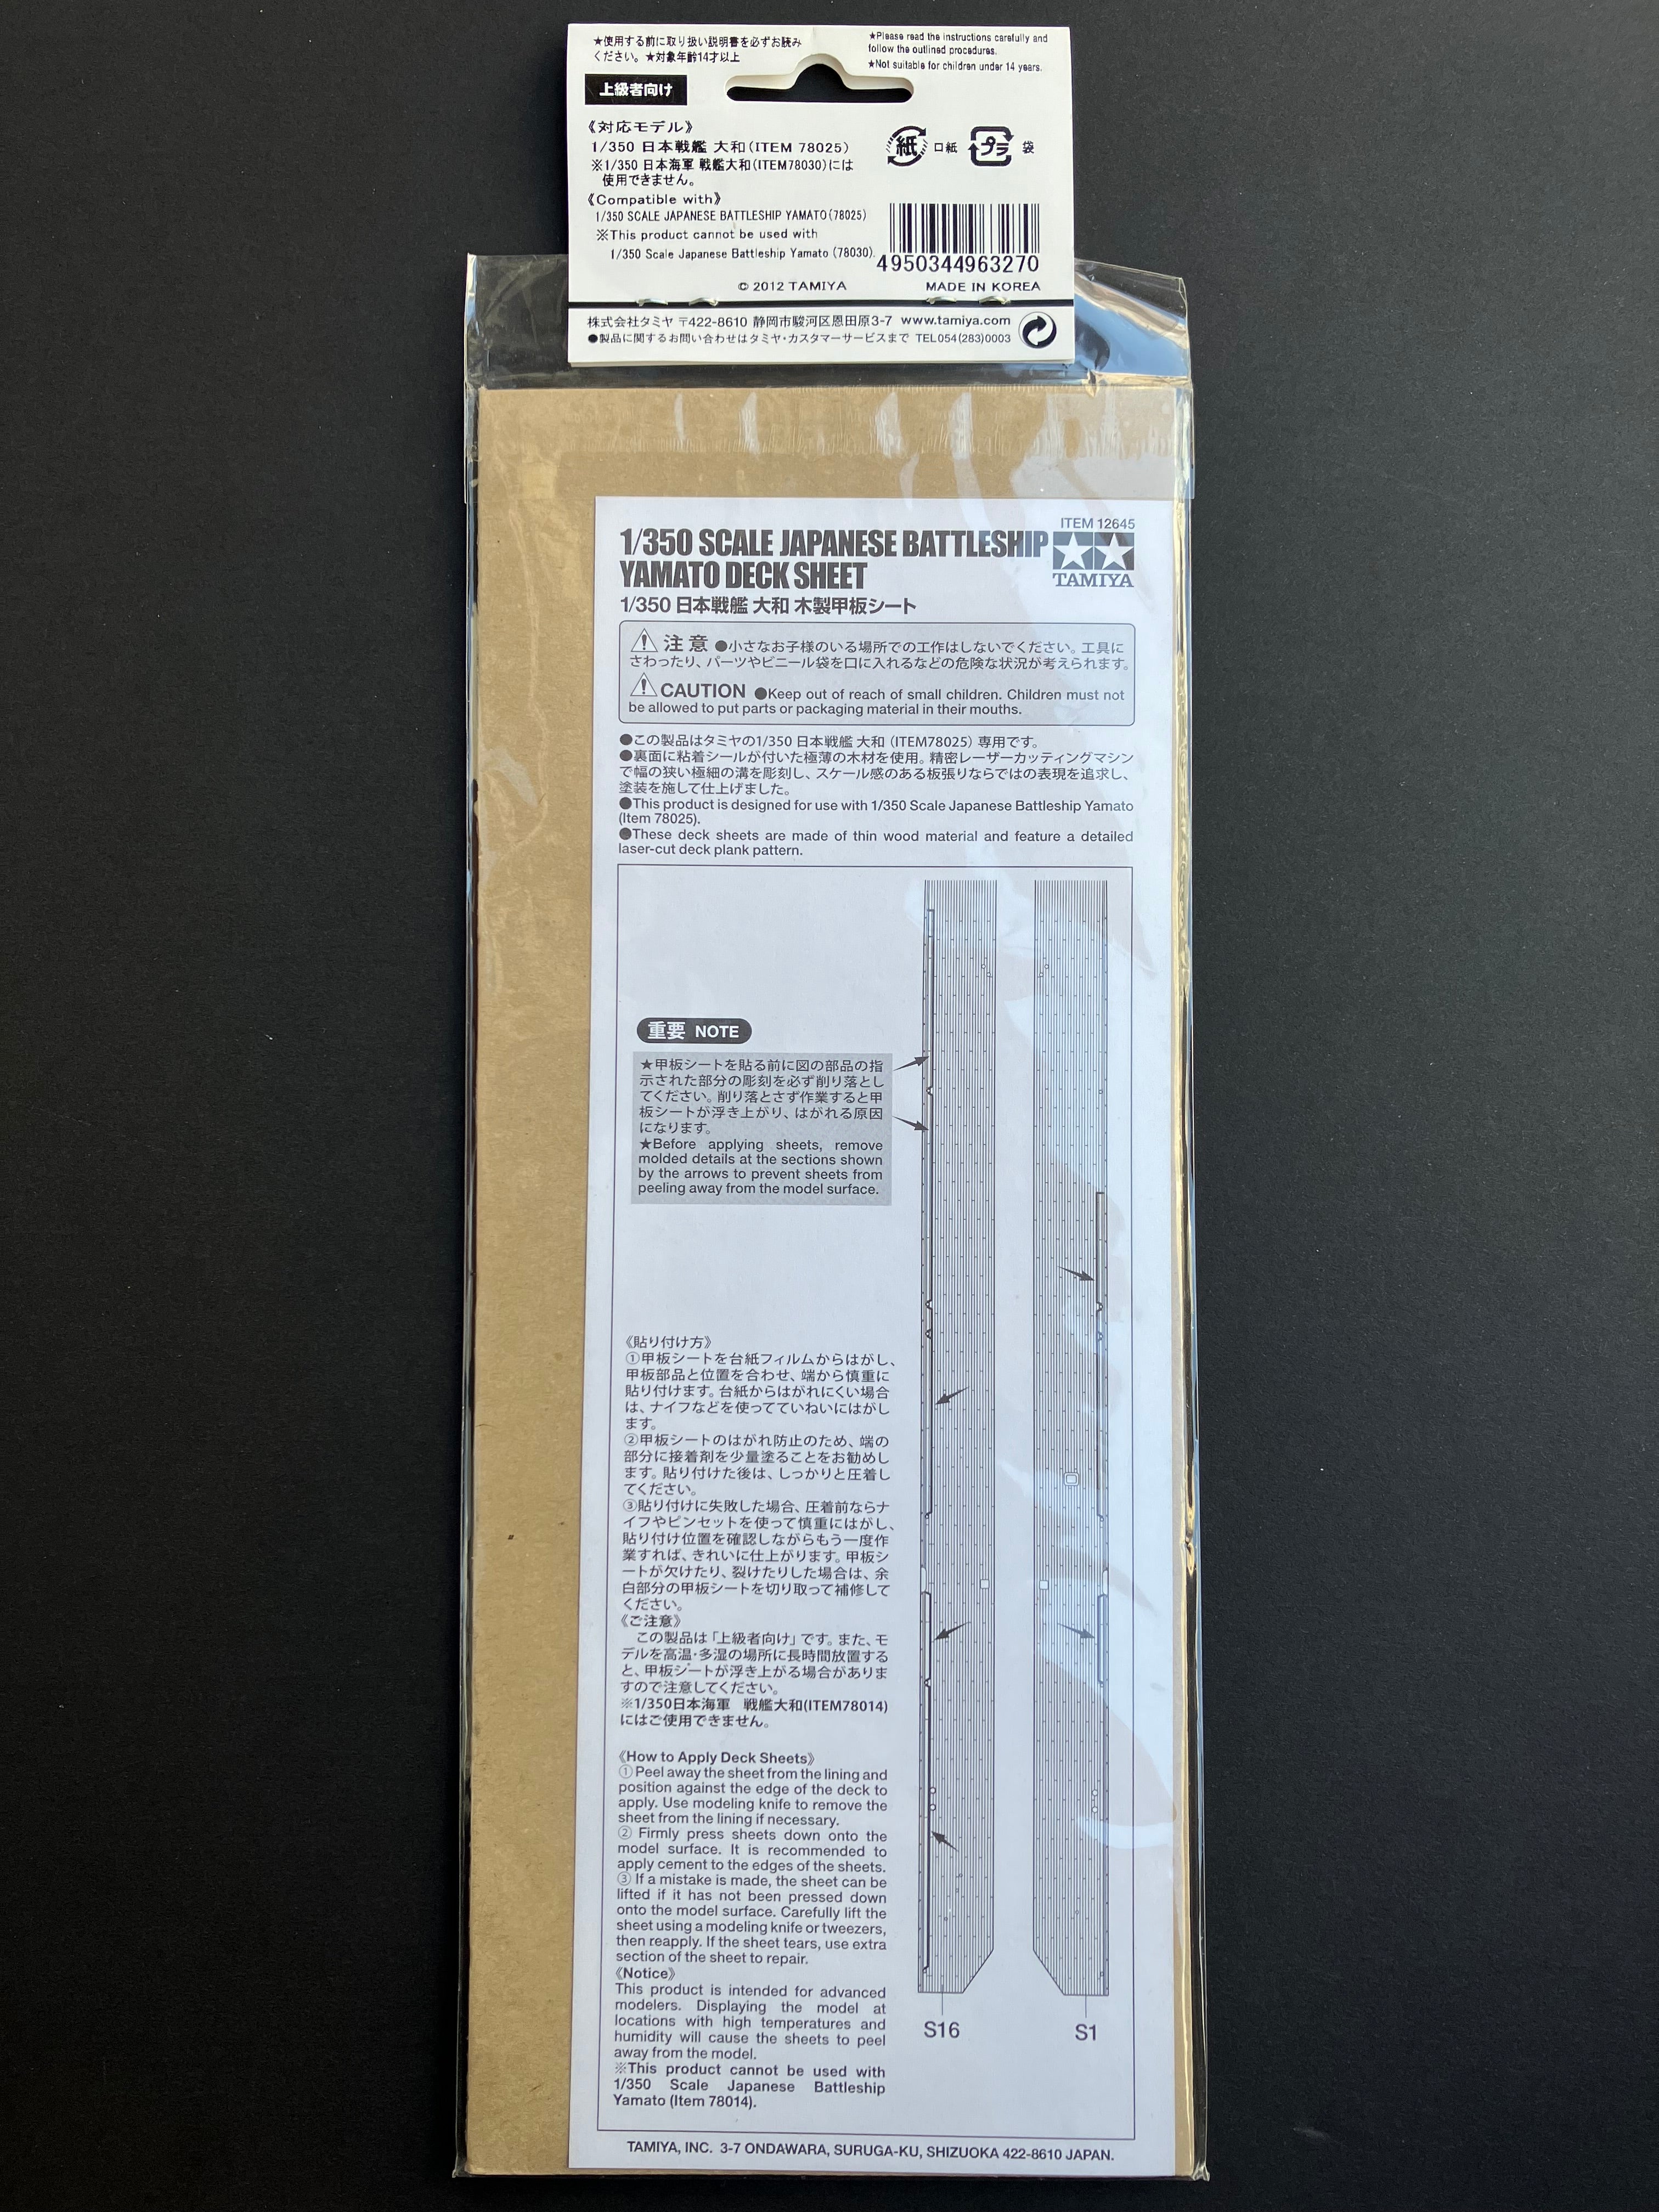 ★使用する前に取り扱い説明書を必ずお読み
ください。★対象年齢14才以上
★Please read the instructions carefully and
follow the outlined procedures.
★Not suitable for children under 14 years.
上級者向け
《対応モデル》
1/350 日本戦艦 大和(ITEM 78025)
※1/350 日本海軍 戦艦大和(ITEM78030)には
使用できません。
紙 口紙 プラ 袋
《Compatible with》
1/350 SCALE JAPANESE BATTLESHIP YAMATO(78025)
※This product cannot be used with
1/350 Scale Japanese Battleship Yamato (78030).
4950344963270
© 2012 TAMIYA MADE IN KOREA
株式会社タミヤ 〒422-8610 静岡市駿河区恩田原3-7 www.tamiya.com
●製品に関するお問い合わせはタミヤ・カスタマーサービスまで TEL054(283)0003
ITEM 12645
1/350 SCALE JAPANESE BATTLESHIP
YAMATO DECK SHEET
TAMIYA
1/350 日本戦艦 大和 木製甲板シート
注意 ●小さなお子様のいる場所での工作はしないでください。工具に
さわったり、パーツやビニール袋を口に入れるなどの危険な状況が考えられます。
CAUTION ●Keep out of reach of small children. Children must not
be allowed to put parts or packaging material in their mouths.
●この製品はタミヤの1/350 日本戦艦 大和 (ITEM78025) 専用です。
●裏面に粘着シールが付いた極薄の木材を使用。精密レーザーカッティングマシン
で幅の狭い極細の溝を彫刻し、スケール感のある板張りならではの表現を追求し、
塗装を施して仕上げました。
●This product is designed for use with 1/350 Scale Japanese Battleship Yamato
(Item 78025).
●These deck sheets are made of thin wood material and feature a detailed
laser-cut deck plank pattern.
重要 NOTE
★甲板シートを貼る前に図の部品の指
示された部分の彫刻を必ず削り落とし
てください。削り落とさず作業すると甲
板シートが浮き上がり、はがれる原因
になります。
★Before applying sheets, remove
molded details at the sections shown
by the arrows to prevent sheets from
peeling away from the model surface.
《貼り付け方》
①甲板シートを台紙フィルムからはがし、
甲板部品と位置を合わせ、端から慎重に
貼り付けます。台紙からはがれにくい場合
は、ナイフなどを使ってていねいにはがし
ます。
②甲板シートのはがれ防止のため、端の
部分に接着剤を少量塗ることをお勧めし
ます。貼り付けた後は、しっかりと圧着し
てください。
③貼り付けに失敗した場合、圧着前ならナ
イフやピンセットを使って慎重にはがし、
貼り付け位置を確認しながらもう一度作
業すれば、きれいに仕上がります。甲板シ
ートが欠けたり、裂けたりした場合は、余
白部分の甲板シートを切り取って補修して
ください。
《ご注意》
この製品は「上級者向け」です。また、モ
デルを高温・多湿の場所に長時間放置する
と、甲板シートが浮き上がる場合がありま
すので注意してください。
※1/350日本海軍 戦艦大和(ITEM78014)
にはご使用できません。
《How to Apply Deck Sheets》
① Peel away the sheet from the lining and
position against the edge of the deck to
apply. Use modeling knife to remove the
sheet from the lining if necessary.
② Firmly press sheets down onto the
model surface. It is recommended to
apply cement to the edges of the sheets.
③ If a mistake is made, the sheet can be
lifted if it has not been pressed down
onto the model surface. Carefully lift the
sheet using a modeling knife or tweezers,
then reapply. If the sheet tears, use extra
section of the sheet to repair.
《Notice》
This product is intended for advanced
modelers. Displaying the model at
locations with high temperatures and
humidity will cause the sheets to peel
away from the model.
※This product cannot be used with
1/350 Scale Japanese Battleship
Yamato (Item 78014).
S16
S1
TAMIYA, INC. 3-7 ONDAWARA, SURUGA-KU, SHIZUOKA 422-8610 JAPAN.